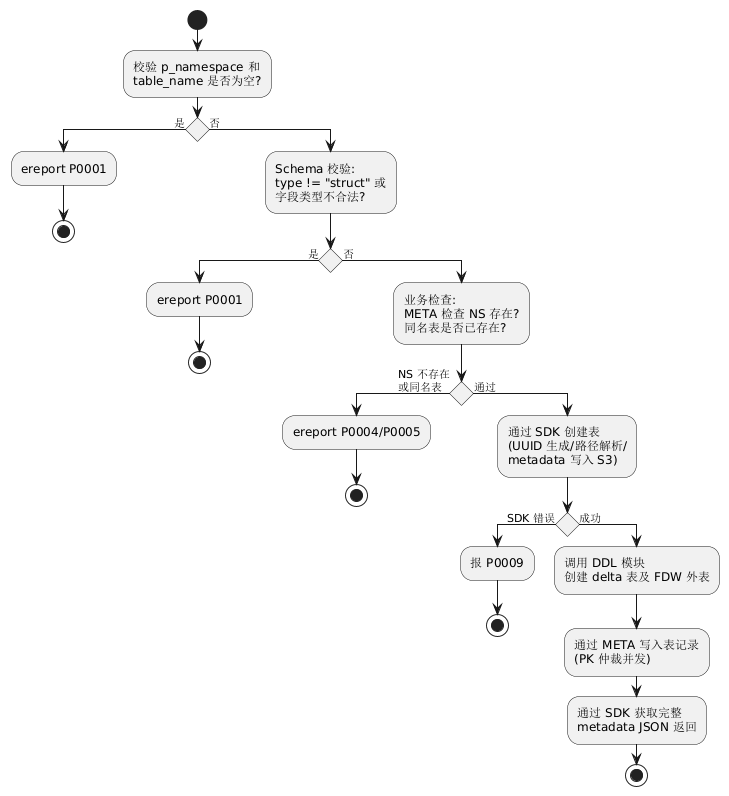 校验 p_namespace 和
table_name 是否为空?
是
否
ereport P0001
Schema 校验:
type != "struct" 或
字段类型不合法?
是
否
ereport P0001
业务检查:
META 检查 NS 存在?
同名表是否已存在?
NS 不存在
或同名表
通过
ereport P0004/P0005
通过 SDK 创建表
(UUID 生成/路径解析/
metadata 写入 S3)
SDK 错误
成功
报 P0009
调用 DDL 模块
创建 delta 表及 FDW 外表
通过 META 写入表记录
(PK 仲裁并发)
通过 SDK 获取完整
metadata JSON 返回